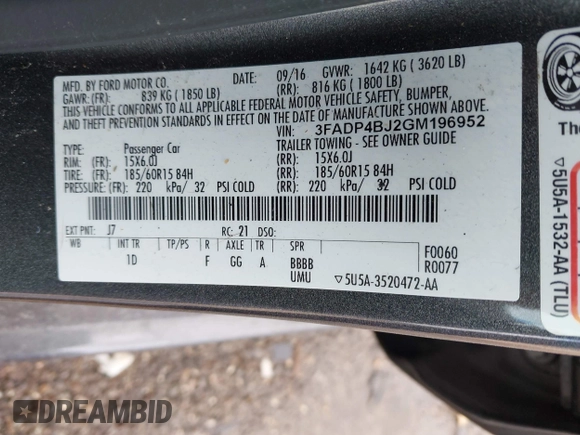 MFD. BY FORD MOTOR CO. DATE: 09/16 GVWR: 1642 KG ( 3620 LB)
GAWR: (FR) 839 KG ( 1850 LB) (RR): 816 KG ( 1800 LB)
THIS VEHICLE CONFORMS TO ALL APPLICABLE FEDERAL MOTOR VEHICLE SAFETY, BUMPER,
AND THEFT PREVENTION STANDARDS IN EFFECT ON THE DATE OF MANUFACTURE SHOWN ABOVE.
VIN: 3FADP4BJ2GM196952
TYPE: Passenger Car TRAILER TOWING - SEE OWNER GUIDE
RIM: (FR): 15X6.0J (RR): 15X6.0J
TIRE: (FR): 185/60R15 84H (RR): 185/60R15 84H
PRESSURE: (FR): 220 kPa/ 32 PSI COLD (RR): 220 kPa/ 32 PSI COLD
EXT PNT: J7 RC: 21 DSO:
WB INT TR TP/PS R AXLE TR SPR F0060
1D F GG A BBBB R0077
UMU ▽5U5A-3520472-AA
The
▽5U5A-1532-AA (TLU)
DREAMBID